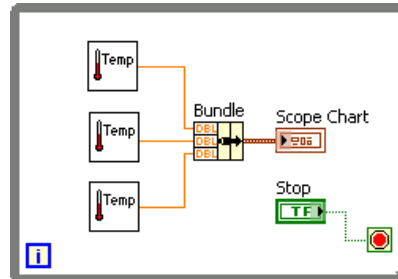 Temp
Bundle
Temp
DBL
DBL
DBL
Scope Chart
Temp
Stop
TF
i